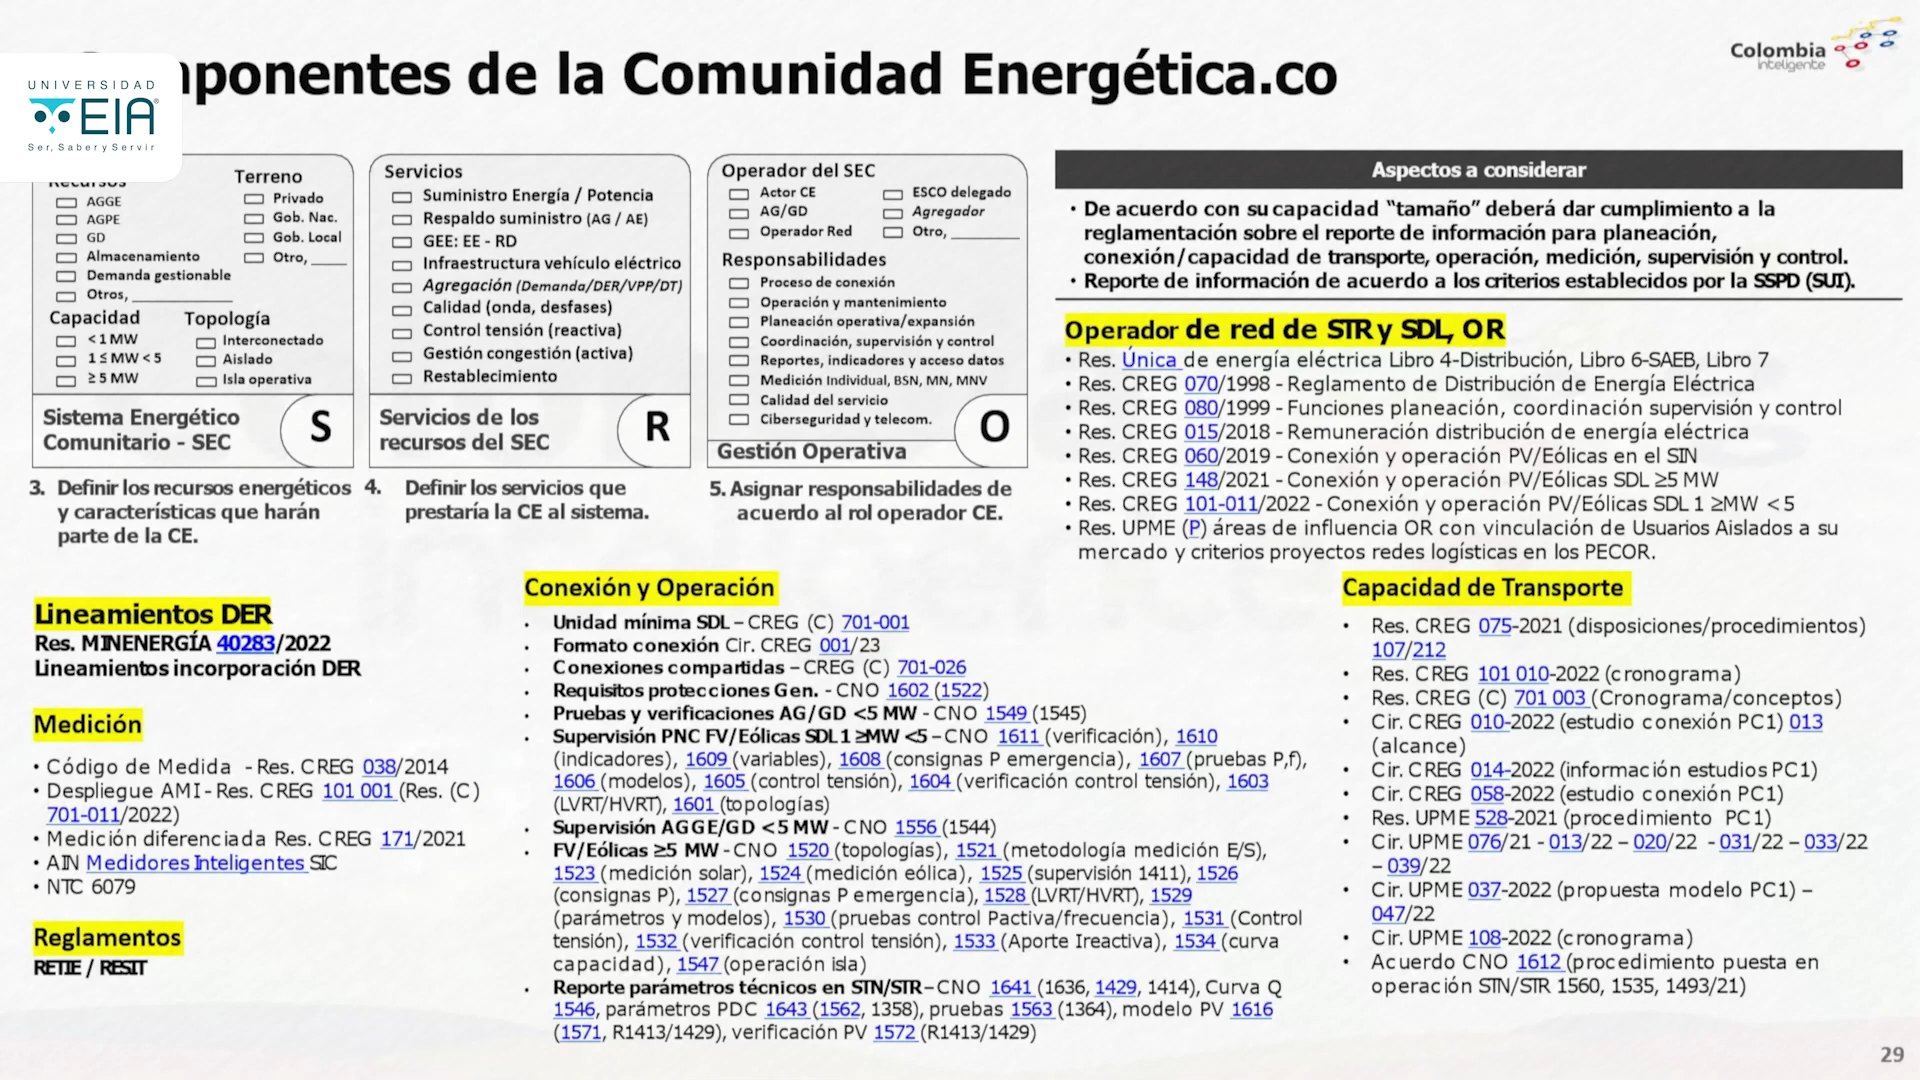 UNIVERSIDAD
EIA
Ser, Saber y Servir
mponentes de la Comunidad Energética.co
Colombia
inteligente
Recursos
AGGE
AGPE
GD
Almacenamiento
Demanda gestionable
Otros, ____________
Terreno
Privado
Gob. Nac.
Gob. Local
Otro, _____
Capacidad
< 1 MW
1 ≤ MW < 5
≥ 5 MW
Topología
Interconectado
Aislado
Isla operativa
Sistema Energético
Comunitario - SEC
S
3. Definir los recursos energéticos
y características que harán
parte de la CE.
Servicios
Suministro Energía / Potencia
Respaldo suministro (AG / AE)
GEE: EE - RD
Infraestructura vehículo eléctrico
Agregación (Demanda/DER/VPP/DT)
Calidad (onda, desfases)
Control tensión (reactiva)
Gestión congestión (activa)
Restablecimiento
Servicios de los
recursos del SEC
R
4. Definir los servicios que
prestaría la CE al sistema.
Operador del SEC
Actor CE
AG/GD
Operador Red
ESCO delegado
Agregador
Otro, _________
Responsabilidades
Proceso de conexión
Operación y mantenimiento
Planeación operativa/expansión
Coordinación, supervisión y control
Reportes, indicadores y acceso datos
Medición Individual, BSN, MN, MNV
Calidad del servicio
Ciberseguridad y telecom.
Gestión Operativa
O
5. Asignar responsabilidades de
acuerdo al rol operador CE.
Aspectos a considerar
• De acuerdo con su capacidad “tamaño” deberá dar cumplimiento a la
reglamentación sobre el reporte de información para planeación,
conexión/capacidad de transporte, operación, medición, supervisión y control.
• Reporte de información de acuerdo a los criterios establecidos por la SSPD (SUI).
Operador de red de STR y SDL, OR
• Res. Única de energía eléctrica Libro 4-Distribución, Libro 6-SAEB, Libro 7
• Res. CREG 070/1998 - Reglamento de Distribución de Energía Eléctrica
• Res. CREG 080/1999 - Funciones planeación, coordinación supervisión y control
• Res. CREG 015/2018 - Remuneración distribución de energía eléctrica
• Res. CREG 060/2019 - Conexión y operación PV/Eólicas en el SIN
• Res. CREG 148/2021 - Conexión y operación PV/Eólicas SDL ≥5 MW
• Res. CREG 101-011/2022 - Conexión y operación PV/Eólicas SDL 1 ≥MW < 5
• Res. UPME (P) áreas de influencia OR con vinculación de Usuarios Aislados a su
mercado y criterios proyectos redes logísticas en los PECOR.
Lineamientos DER
Res. MINENERGÍA 40283/2022
Lineamientos incorporación DER
Medición
• Código de Medida - Res. CREG 038/2014
• Despliegue AMI - Res. CREG 101 001 (Res. (C)
701-011/2022)
• Medición diferenciada Res. CREG 171/2021
• AIN Medidores Inteligentes SIC
• NTC 6079
Reglamentos
RETIE / RESIT
Conexión y Operación
• Unidad mínima SDL – CREG (C) 701-001
• Formato conexión Cir. CREG 001/23
• Conexiones compartidas – CREG (C) 701-026
• Requisitos protecciones Gen. - CNO 1602 (1522)
• Pruebas y verificaciones AG/GD <5 MW - CNO 1549 (1545)
• Supervisión PNC FV/Eólicas SDL 1 ≥MW <5 – CNO 1611 (verificación), 1610
(indicadores), 1609 (variables), 1608 (consignas P emergencia), 1607 (pruebas P,f),
1606 (modelos), 1605 (control tensión), 1604 (verificación control tensión), 1603
(LVRT/HVRT), 1601 (topologías)
• Supervisión AGGE/GD <5 MW - CNO 1556 (1544)
• FV/Eólicas ≥5 MW - CNO 1520 (topologías), 1521 (metodología medición E/S),
1523 (medición solar), 1524 (medición eólica), 1525 (supervisión 1411), 1526
(consignas P), 1527 (consignas P emergencia), 1528 (LVRT/HVRT), 1529
(parámetros y modelos), 1530 (pruebas control Pactiva/frecuencia), 1531 (Control
tensión), 1532 (verificación control tensión), 1533 (Aporte Ireactiva), 1534 (curva
capacidad), 1547 (operación isla)
• Reporte parámetros técnicos en STN/STR – CNO 1641 (1636, 1429, 1414), Curva Q
1546, parámetros PDC 1643 (1562, 1358), pruebas 1563 (1364), modelo PV 1616
(1571, R1413/1429), verificación PV 1572 (R1413/1429)
Capacidad de Transporte
• Res. CREG 075-2021 (disposiciones/procedimientos)
107/212
• Res. CREG 101 010-2022 (cronograma)
• Res. CREG (C) 701 003 (Cronograma/conceptos)
• Cir. CREG 010-2022 (estudio conexión PC1) 013
(alcance)
• Cir. CREG 014-2022 (información estudios PC1)
• Cir. CREG 058-2022 (estudio conexión PC1)
• Res. UPME 528-2021 (procedimiento PC1)
• Cir. UPME 076/21 - 013/22 – 020/22 - 031/22 – 033/22
– 039/22
• Cir. UPME 037-2022 (propuesta modelo PC1) –
047/22
• Cir. UPME 108-2022 (cronograma)
• Acuerdo CNO 1612 (procedimiento puesta en
operación STN/STR 1560, 1535, 1493/21)
29